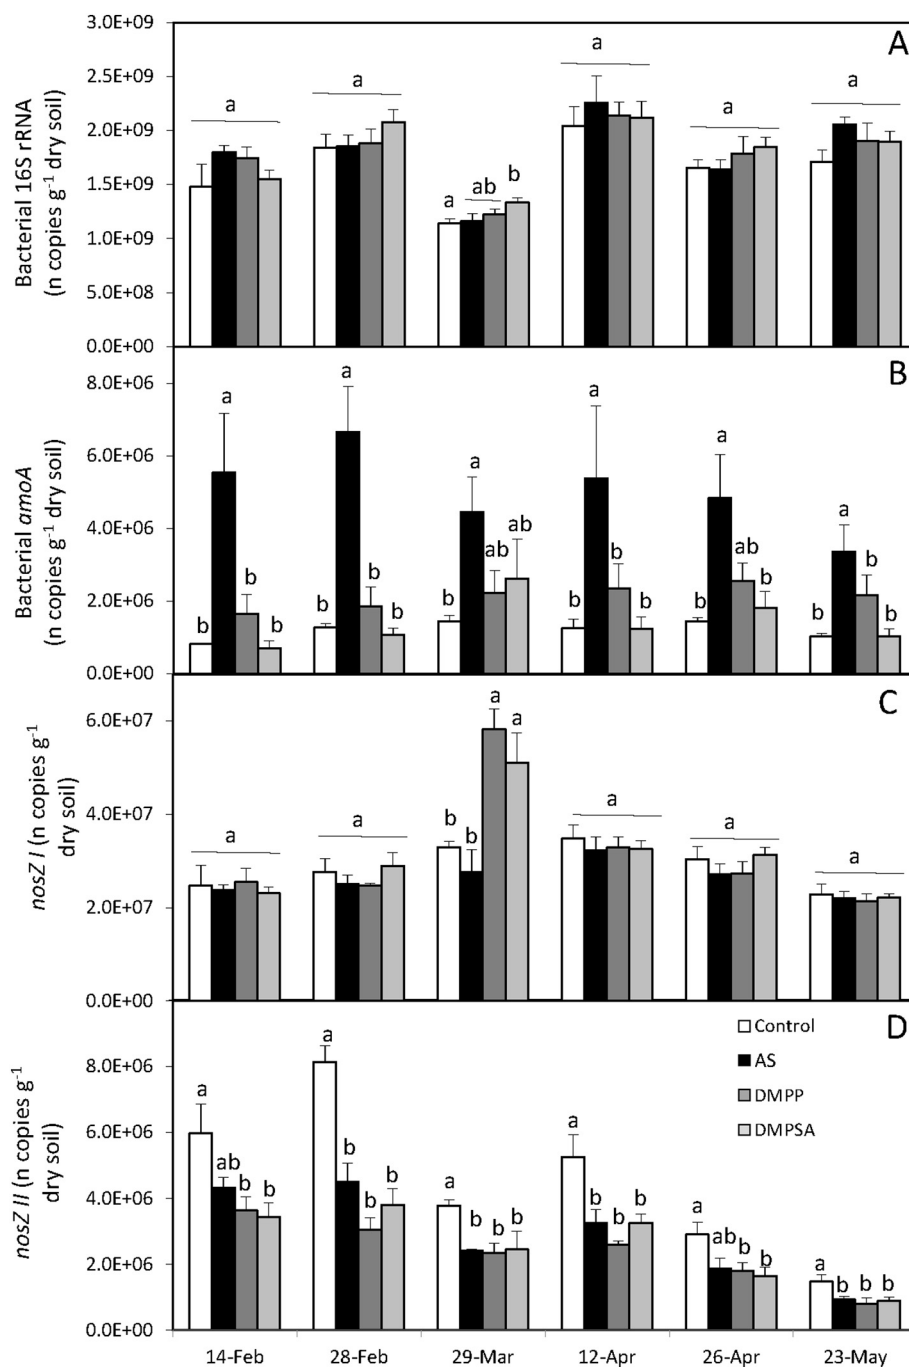 A
Bacterial 16S rRNA
(n copies g⁻¹ dry soil)
3.0E+09
2.5E+09
2.0E+09
1.5E+09
1.0E+09
5.0E+08
0.0E+00
a
a
a ab b
a
a
a
B
Bacterial amoA
(n copies g⁻¹ dry soil)
8.0E+06
6.0E+06
4.0E+06
2.0E+06
0.0E+00
b a b b
b a b b
b a ab ab
b a b b
b a ab b
b a b b
C
nosZ I (n copies g⁻¹
dry soil)
6.0E+07
4.0E+07
2.0E+07
0.0E+00
a
a
b b a a
a
a
a
D
nosZ II (n copies g⁻¹
dry soil)
8.0E+06
6.0E+06
4.0E+06
2.0E+06
0.0E+00
a ab b b
a b b b
a b b b
a b b b
a ab b b
a b b b
Control
AS
DMPP
DMPSA
14-Feb 28-Feb 29-Mar 12-Apr 26-Apr 23-May